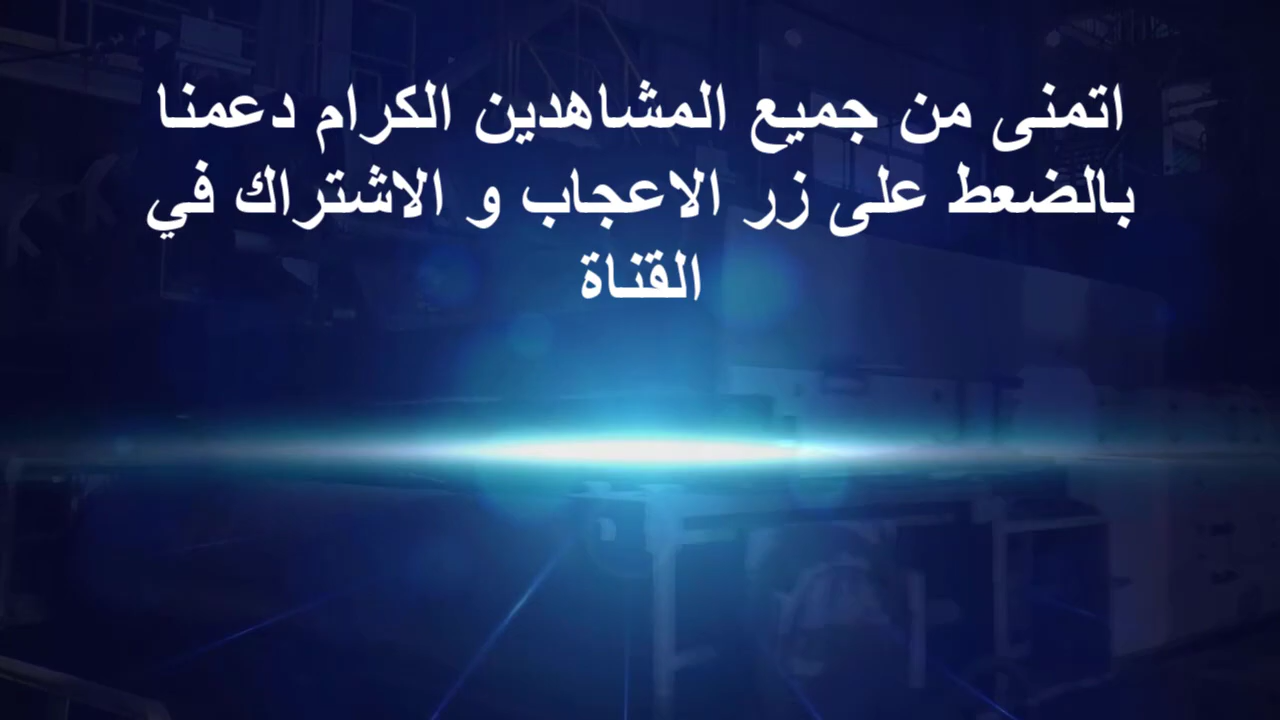 اتمنى من جميع المشاهدين الكرام دعمنا
بالضعط على زر الاعجاب و الاشتراك في
القناة